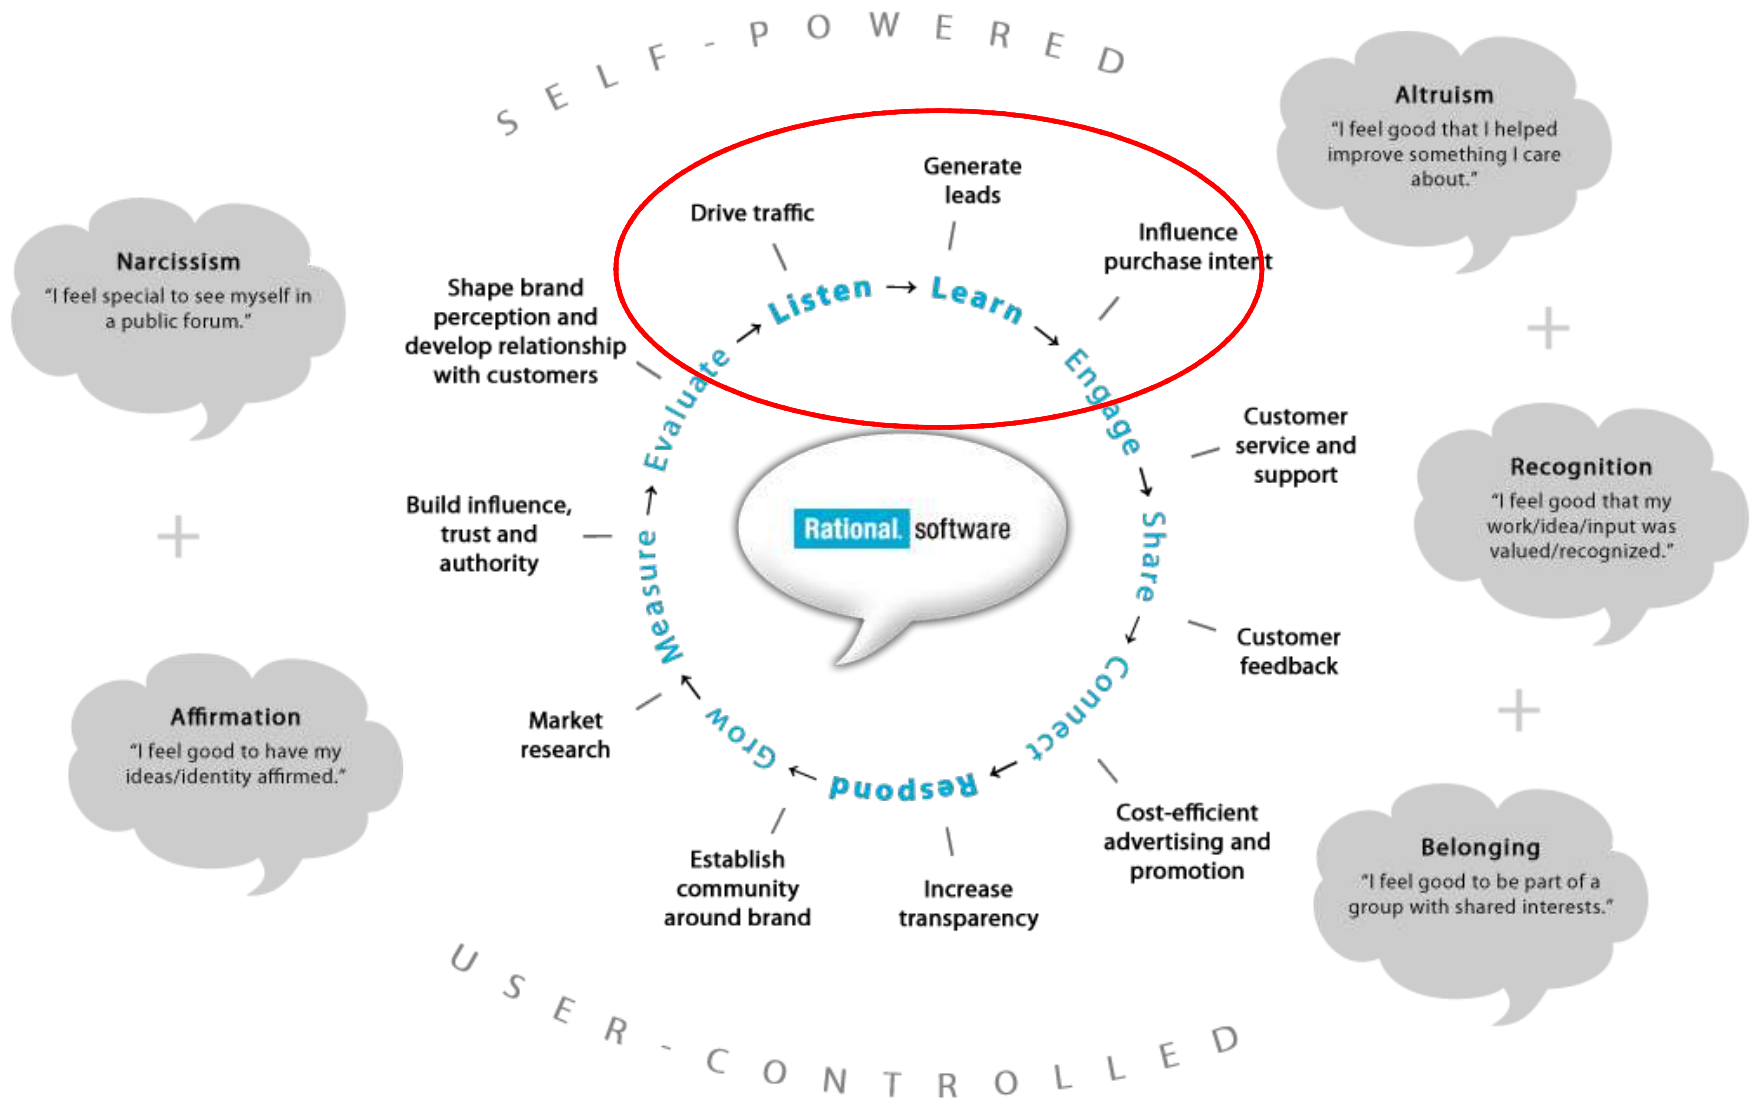 SELF-POWERED
Altruism
“I feel good that I helped
improve something I care
about.”
Generate
leads
Drive traffic
Influence
purchase intent
Narcissism
“I feel special to see myself in
a public forum.”
Shape brand
perception and
develop relationship
with customers
Listen
Learn
Engage
Share
Connect
Respond
Grow
Measure
Evaluate
Customer
service and
support
Recognition
“I feel good that my
work/idea/input was
valued/recognized.”
Build influence,
trust and
authority
Rational. software
Customer
feedback
Affirmation
“I feel good to have my
ideas/identity affirmed.”
Market
research
Cost-efficient
advertising and
promotion
Establish
community
around brand
Increase
transparency
Belonging
“I feel good to be part of a
group with shared interests.”
USER-CONTROLLED